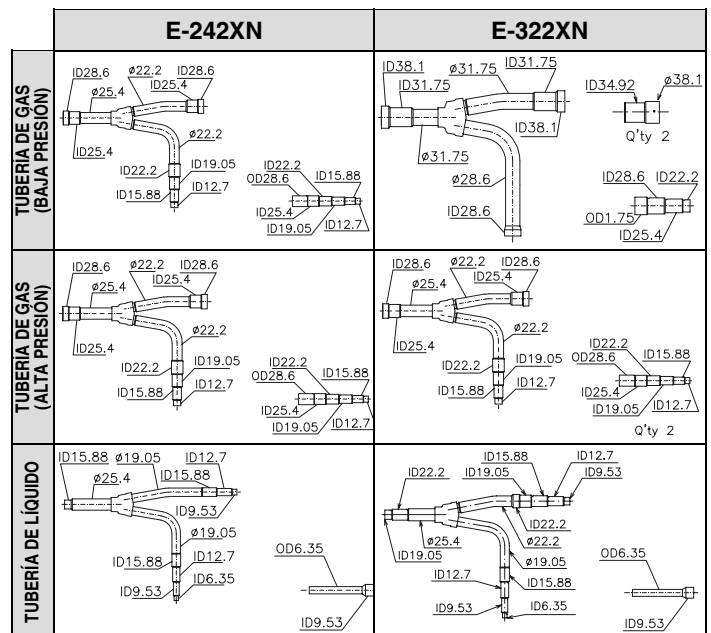 E-242XN
E-322XN
TUBERÍA DE GAS
(BAJA PRESIÓN)
ID28.6
ø22.2
ID28.6
ø25.4
ID25.4
ID25.4
ø22.2
ID22.2
ID19.05
ID15.88
ID12.7
ID22.2
ID15.88
OD28.6
ID25.4
ID19.05
ID12.7
ID38.1
ID31.75
ID31.75
ø31.75
ID38.1
ø31.75
ø28.6
ID28.6
ID34.92
ø38.1
Q'ty 2
ID28.6
ID22.2
OD1.75
ID25.4
TUBERÍA DE GAS
(ALTA PRESIÓN)
ID28.6
ø22.2
ID28.6
ø25.4
ID25.4
ID25.4
ø22.2
ID22.2
ID19.05
ID15.88
ID12.7
ID22.2
ID15.88
OD28.6
ID25.4
ID19.05
ID12.7
ID28.6
ø22.2
ID28.6
ø25.4
ID25.4
ID25.4
ø22.2
ID22.2
ID19.05
ID15.88
ID12.7
ID22.2
ID15.88
OD28.6
ID25.4
ID19.05
ID12.7
Q'ty 2
TUBERÍA DE LÍQUIDO
ID15.88
ø19.05
ID12.7
ø25.4
ID15.88
ID9.53
ø19.05
ID15.88
ID12.7
ID9.53
ID6.35
OD6.35
ID9.53
ID22.2
ID15.88
ID12.7
ID19.05
ID9.53
ID22.2
ø25.4
ø22.2
ID19.05
ø19.05
ID12.7
ID15.88
ID9.53
ID6.35
OD6.35
ID9.53